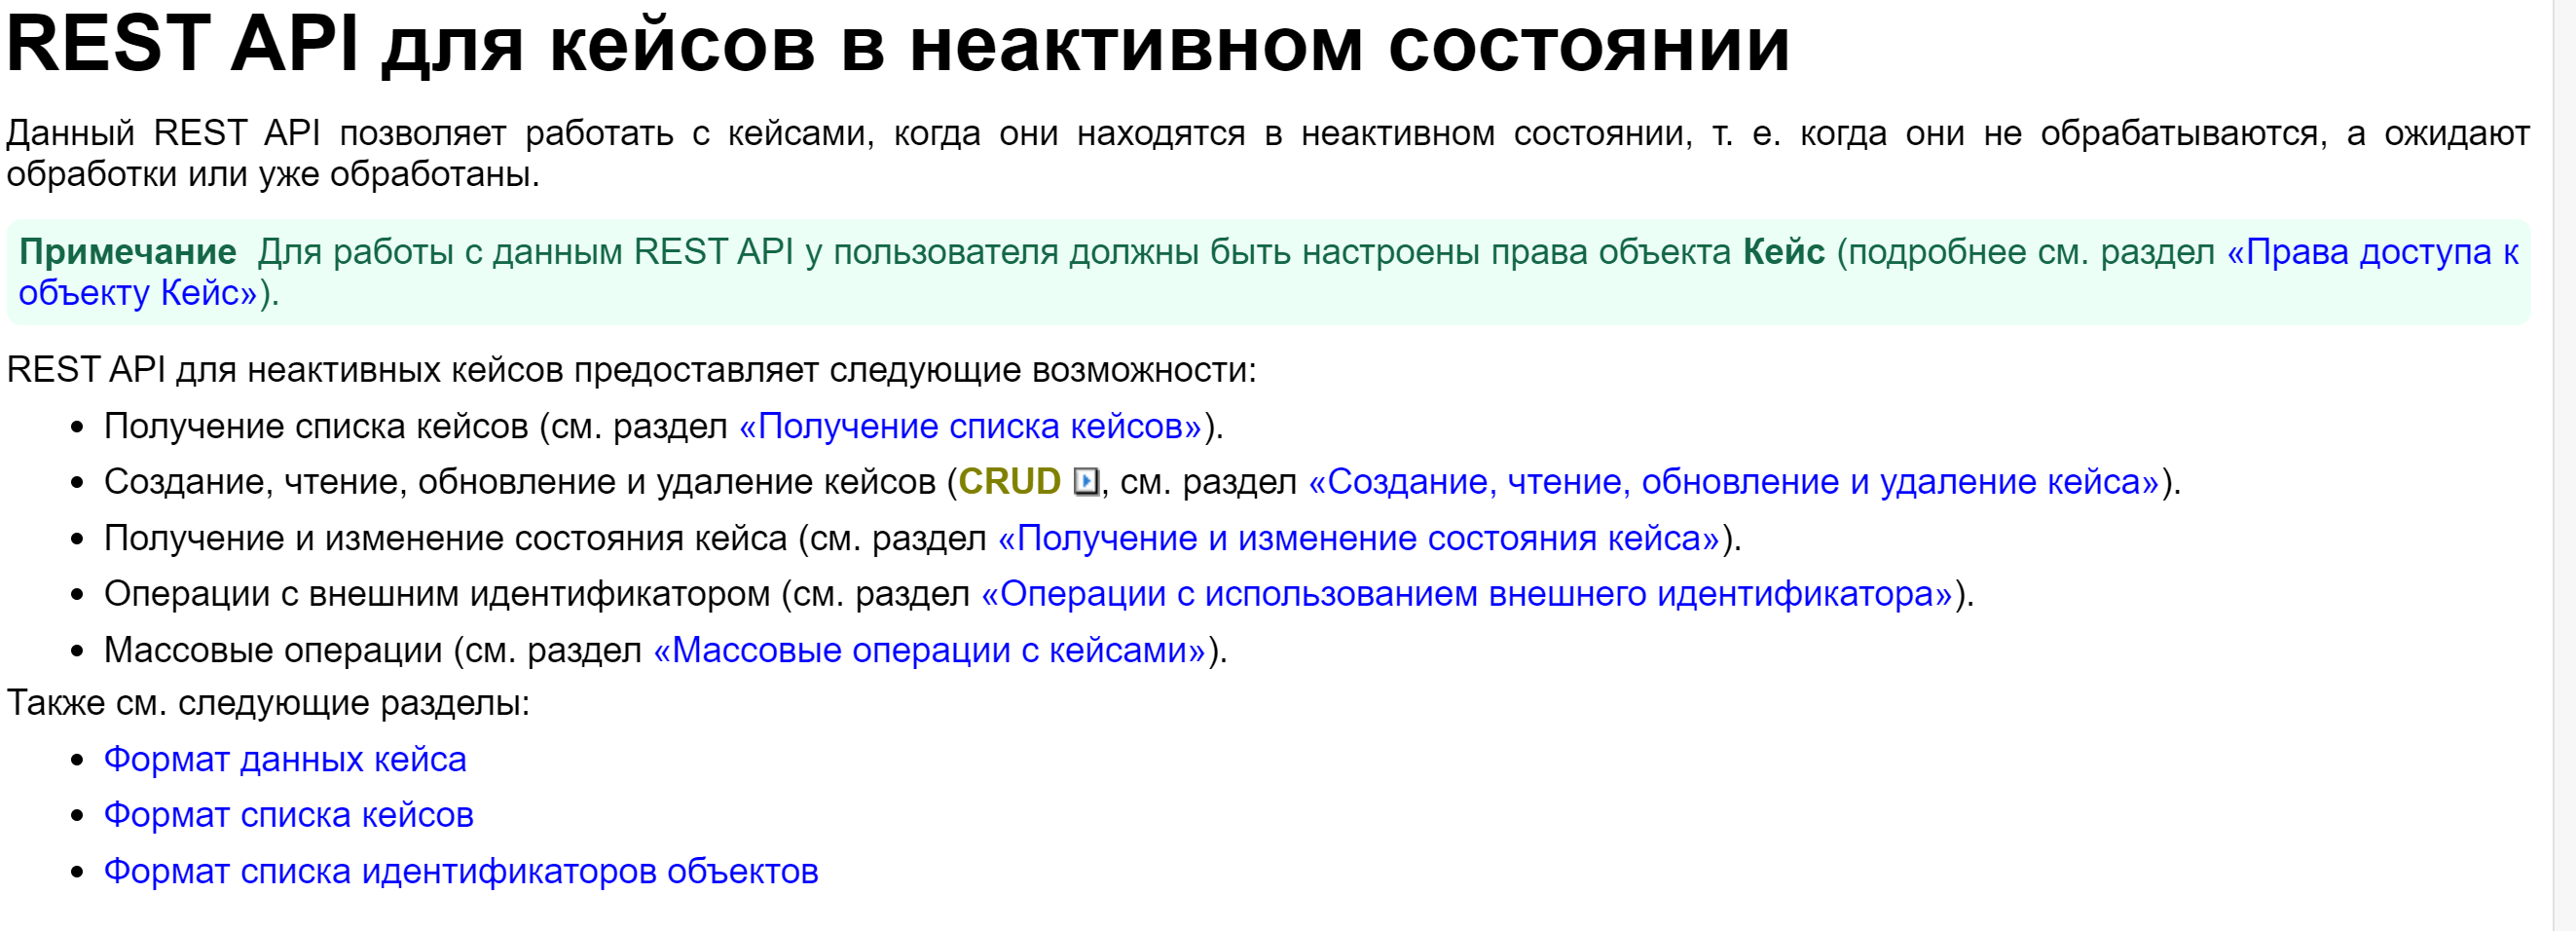 REST API для кейсов в неактивном состоянии
Данный REST API позволяет работать с кейсами, когда они находятся в неактивном состоянии, т. е. когда они не обрабатываются, а ожидают
обработки или уже обработаны.
Примечание Для работы с данным REST API у пользователя должны быть настроены права объекта Кейс (подробнее см. раздел «Права доступа к
объекту Кейс»).
REST API для неактивных кейсов предоставляет следующие возможности:
• Получение списка кейсов (см. раздел «Получение списка кейсов»).
• Создание, чтение, обновление и удаление кейсов (CRUD , см. раздел «Создание, чтение, обновление и удаление кейса»).
• Получение и изменение состояния кейса (см. раздел «Получение и изменение состояния кейса»).
• Операции с внешним идентификатором (см. раздел «Операции с использованием внешнего идентификатора»).
• Массовые операции (см. раздел «Массовые операции с кейсами»).
Также см. следующие разделы:
• Формат данных кейса
• Формат списка кейсов
• Формат списка идентификаторов объектов